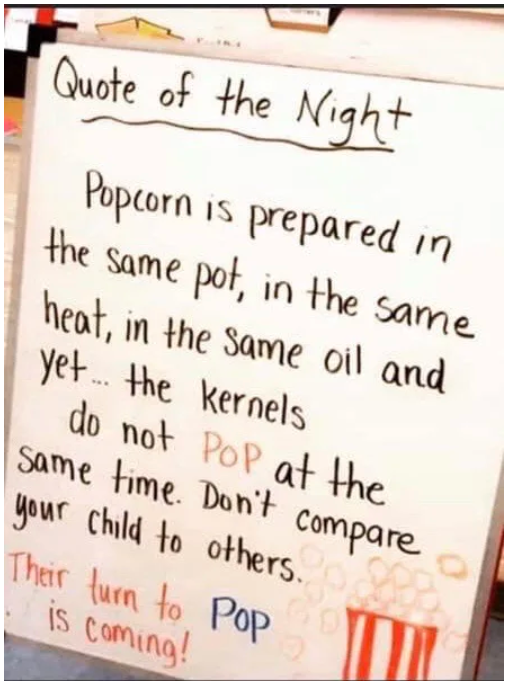 Quote of the Night
Popcorn is prepared in
the same pot, in the same
heat, in the same oil and
yet... the kernels
do not POP at the
same time. Don't compare
your child to others.
Their turn to POP
is coming!